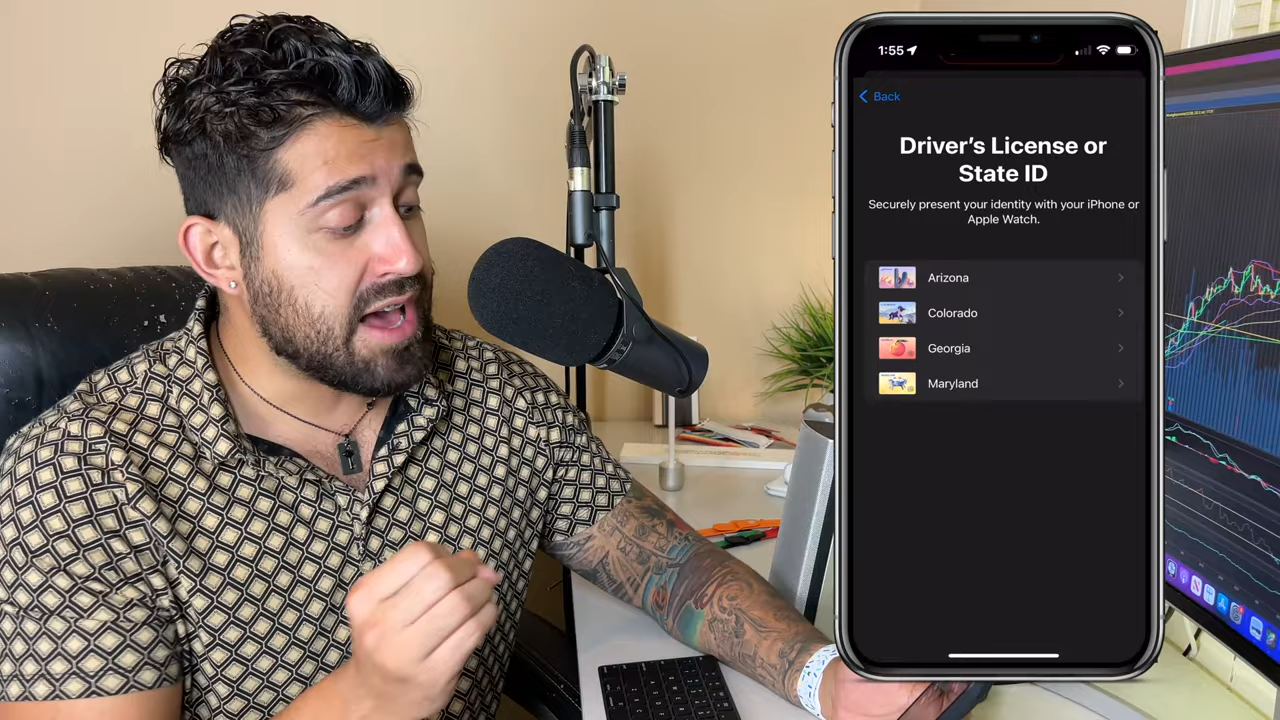 1:55
Back
Driver's License or
State ID
Securely present your identity with your iPhone or
Apple Watch.
Arizona
Colorado
Georgia
Maryland